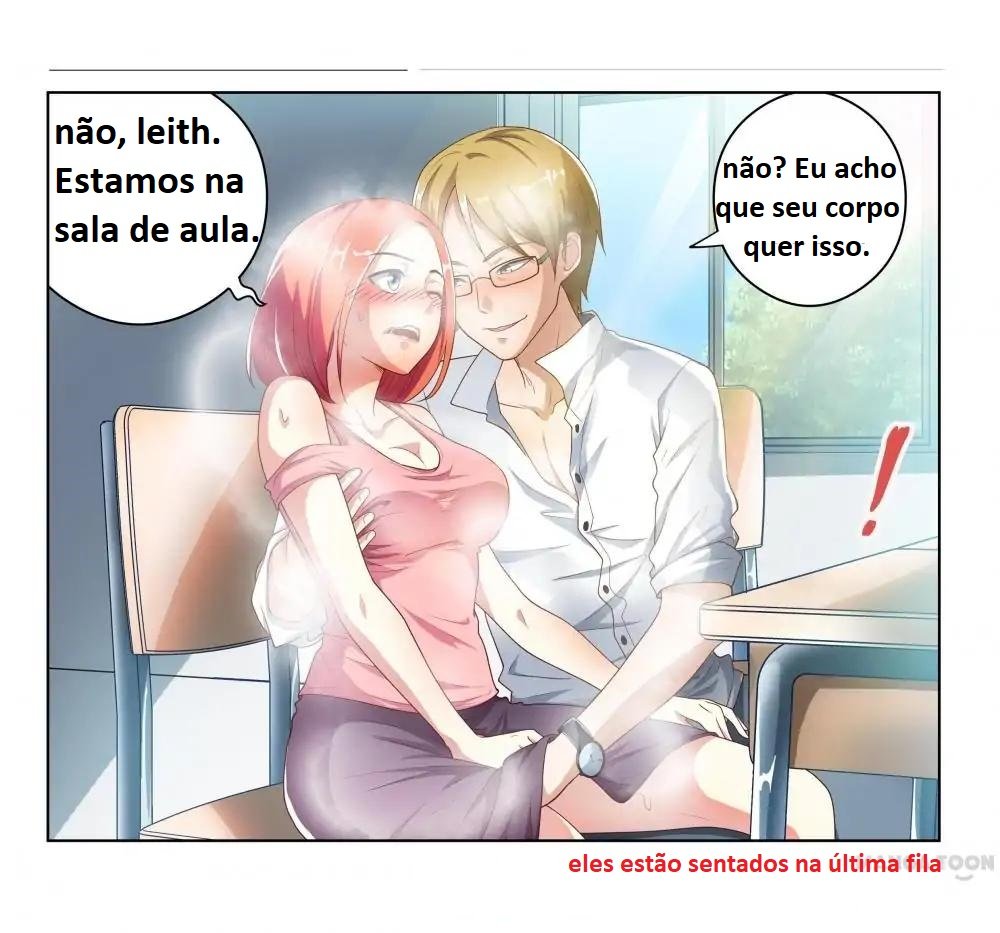 não, leith.
Estamos na
sala de aula.
não? Eu acho
que seu corpo
quer isso.
!
eles estão sentados na última fila
TOON